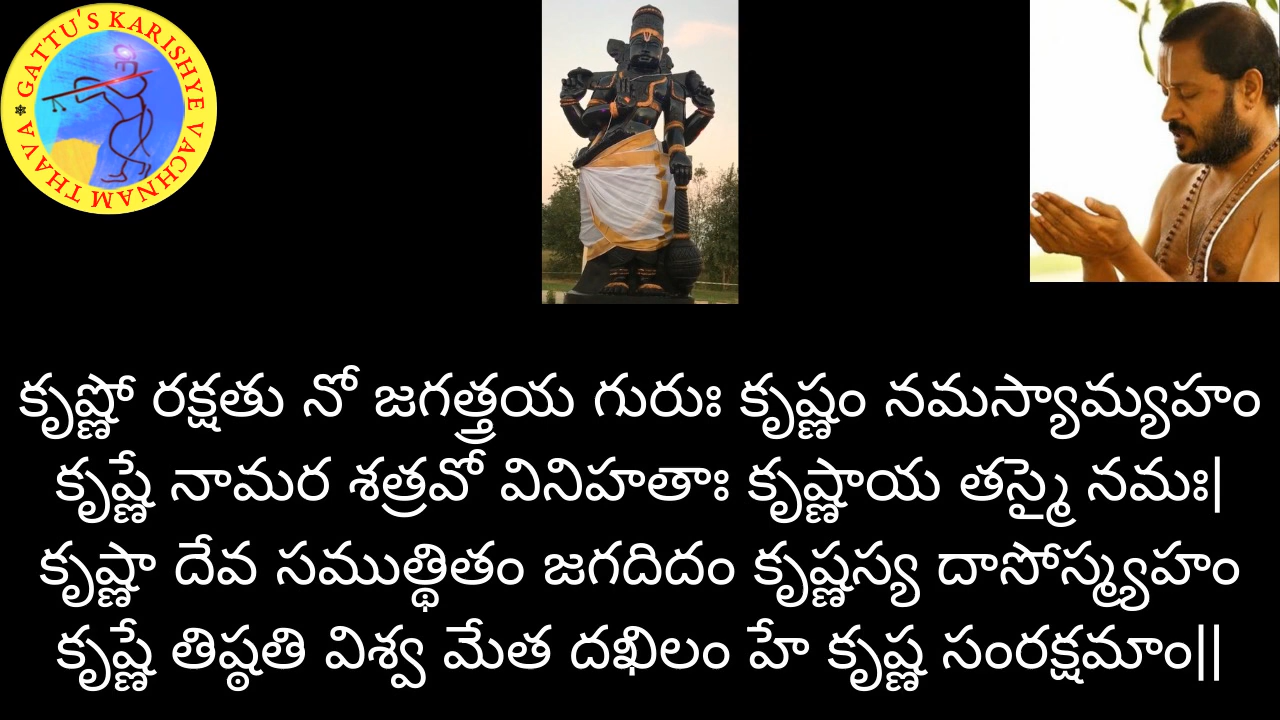 GATTU'S KARISHYE VACHNAM THAVA
కృష్ణో రక్షతు నో జగత్త్రయ గురుః కృష్ణం నమస్యామ్యహం
కృష్ణే నామర శత్రవో వినిహతాః కృష్ణాయ తస్మై నమః|
కృష్ణా దేవ సముత్థితం జగదిదం కృష్ణస్య దాసోస్మ్యహం
కృష్ణే తిష్ఠతి విశ్వ మేత దఖిలం హే కృష్ణ సంరక్షమాం||